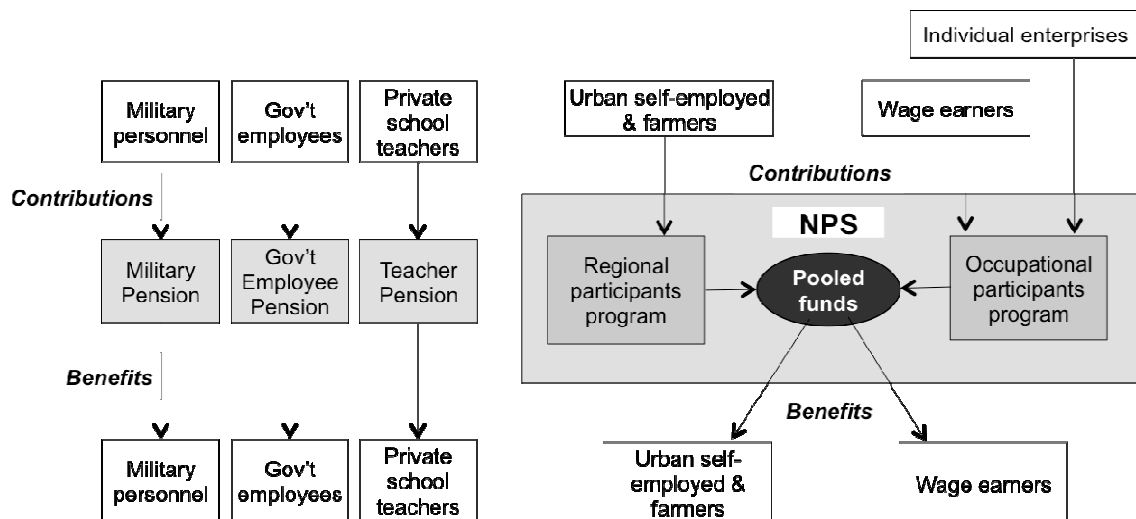 Individual enterprises
Military
personnel
Gov't
employees
Private
school
teachers
Urban self-employed
& farmers
Wage earners
Contributions
Contributions
NPS
Military
Pension
Gov't
Employee
Pension
Teacher
Pension
Regional
participants
program
Pooled
funds
Occupational
participants
program
Benefits
Benefits
Military
personnel
Gov't
employees
Private
school
teachers
Urban self-
employed &
farmers
Wage earners